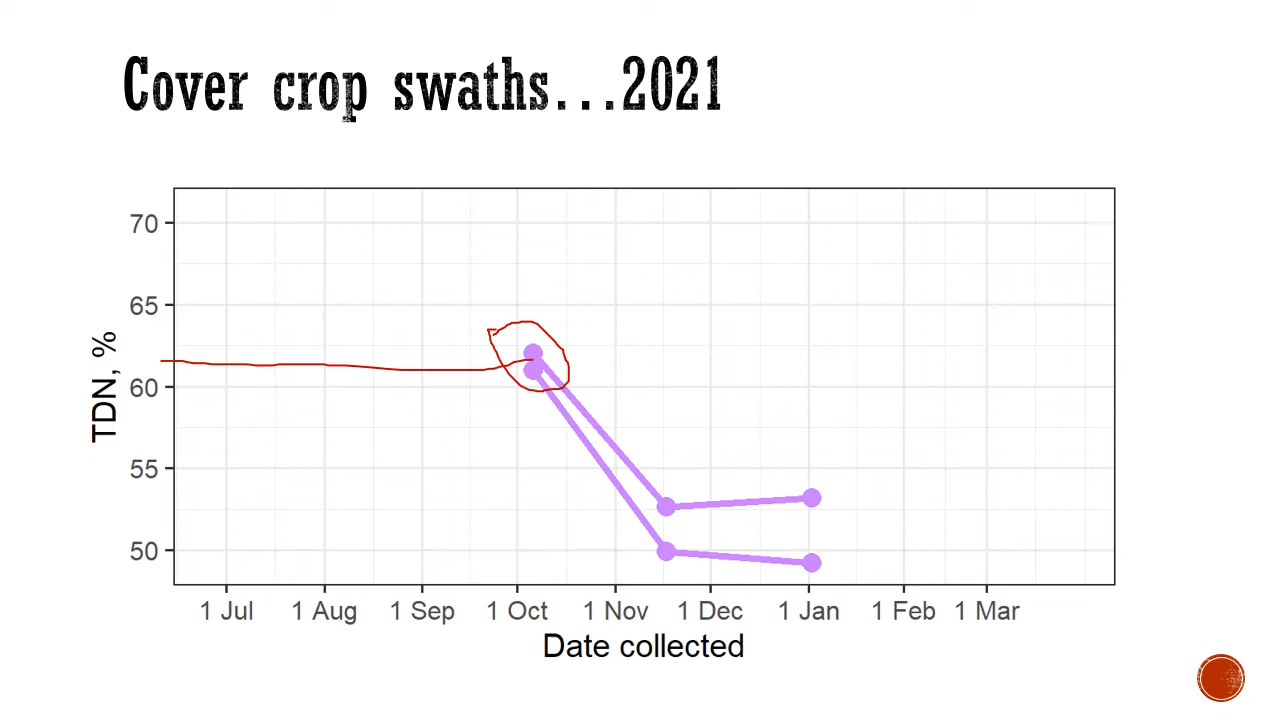 Cover crop swaths...2021
70
65
60
55
50
TDN, %
1 Jul 1 Aug 1 Sep 1 Oct 1 Nov 1 Dec 1 Jan 1 Feb 1 Mar
Date collected